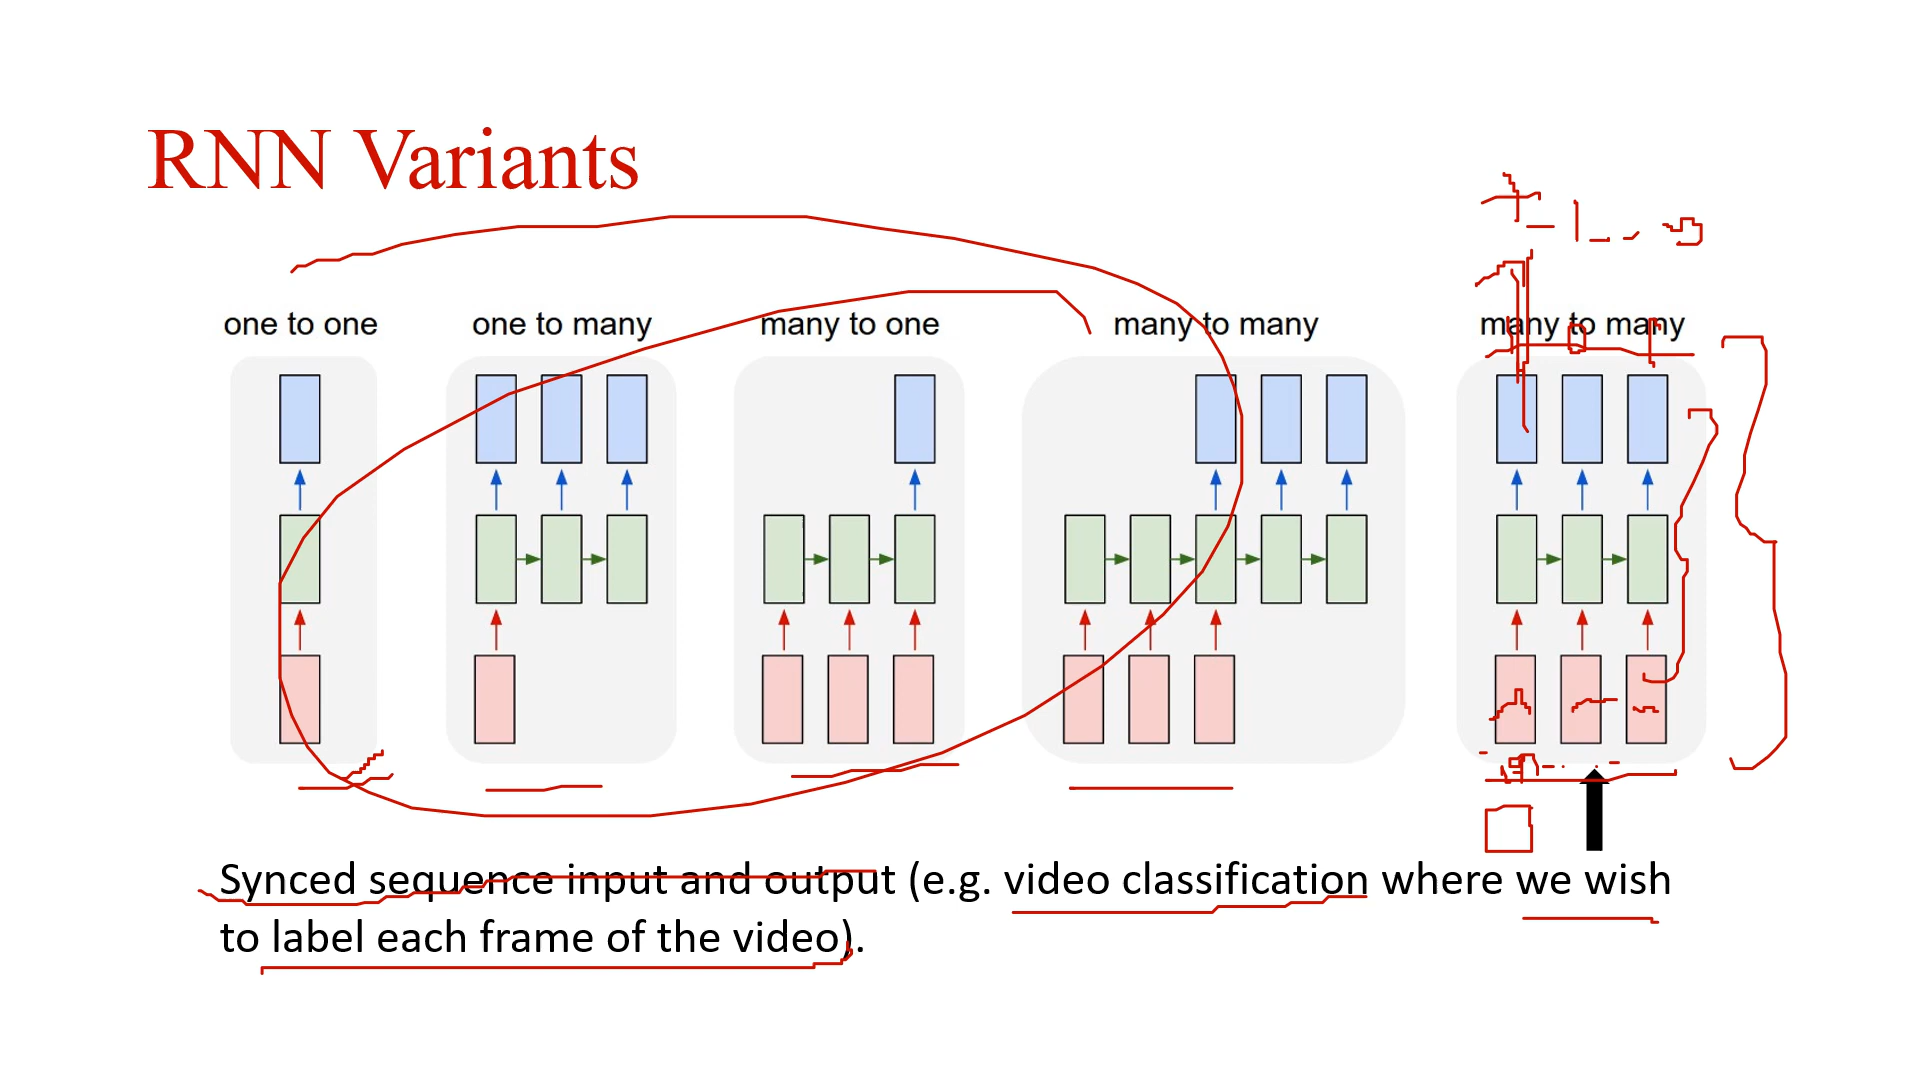 RNN Variants
one to one
one to many
many to one
many to many
many to many
Synced sequence input and output (e.g. video classification where we wish
to label each frame of the video).